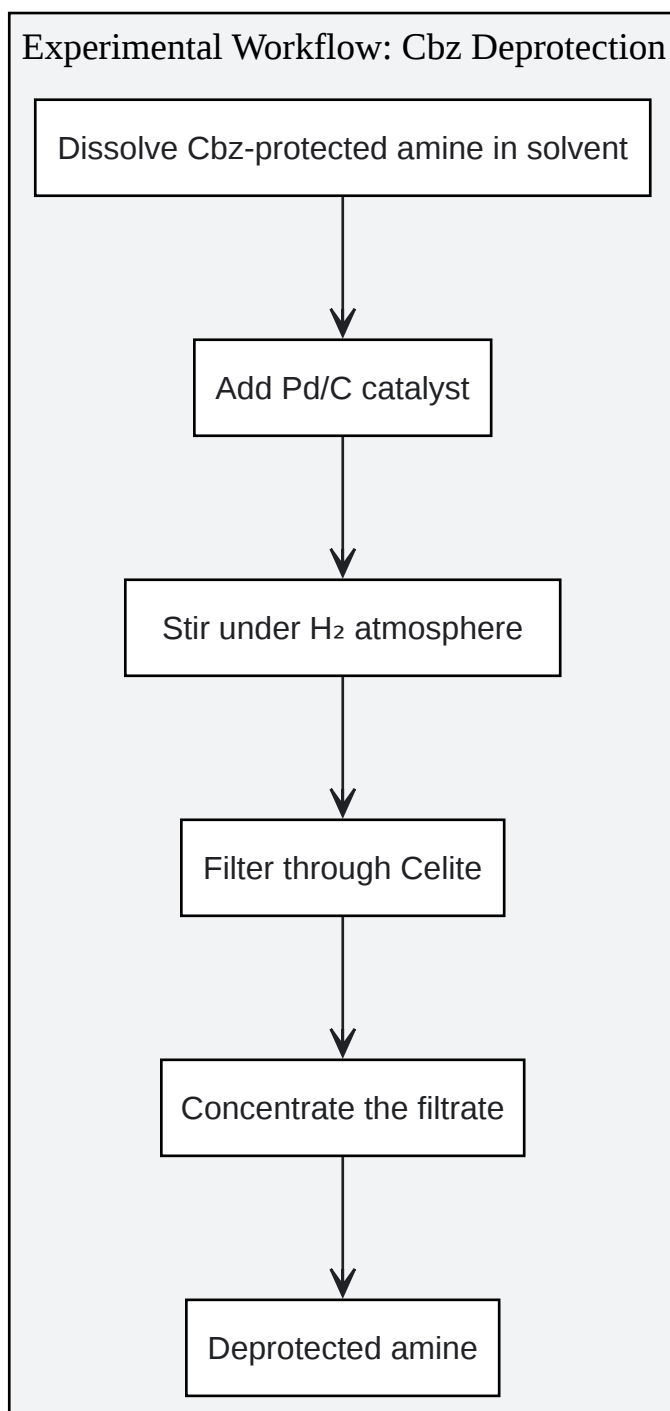 Experimental Workflow: Cbz Deprotection
Dissolve Cbz-protected amine in solvent
Add Pd/C catalyst
Stir under H₂ atmosphere
Filter through Celite
Concentrate the filtrate
Deprotected amine